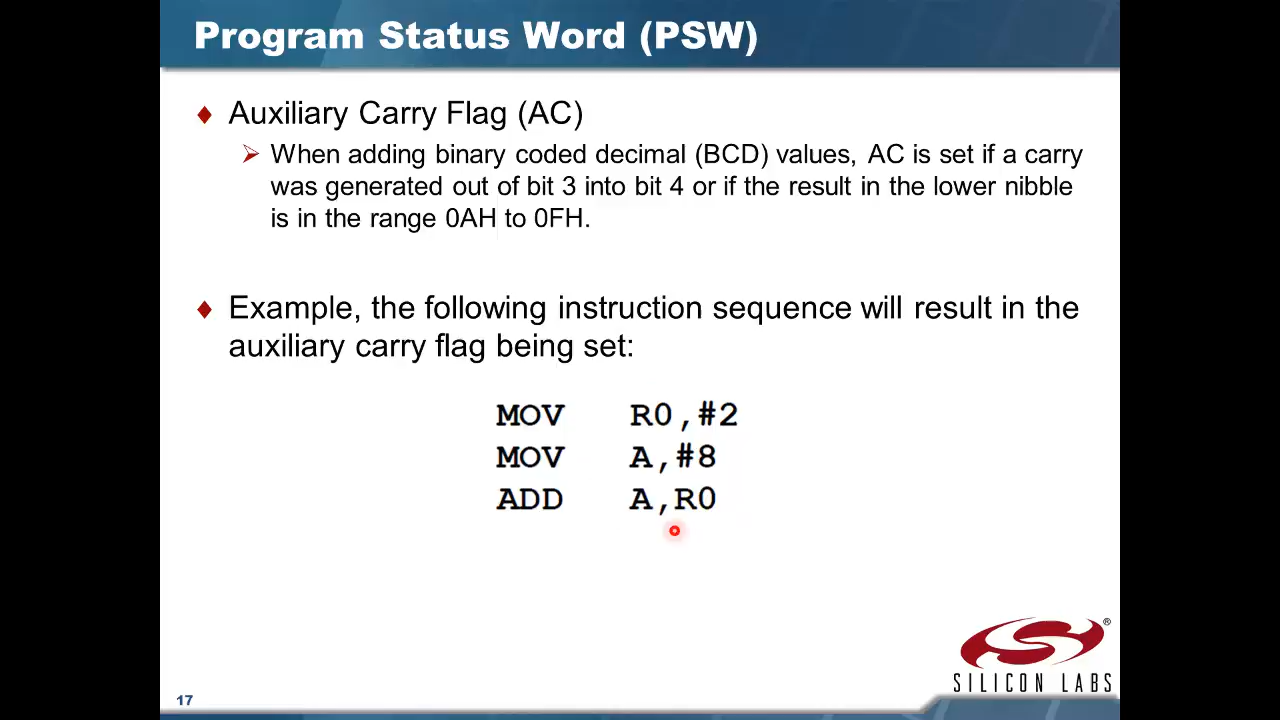 Program Status Word (PSW)
♦ Auxiliary Carry Flag (AC)
➢ When adding binary coded decimal (BCD) values, AC is set if a carry
was generated out of bit 3 into bit 4 or if the result in the lower nibble
is in the range 0AH to 0FH.
♦ Example, the following instruction sequence will result in the
auxiliary carry flag being set:
MOV R0,#2
MOV A,#8
ADD A,R0
®
SILICON LABS
17